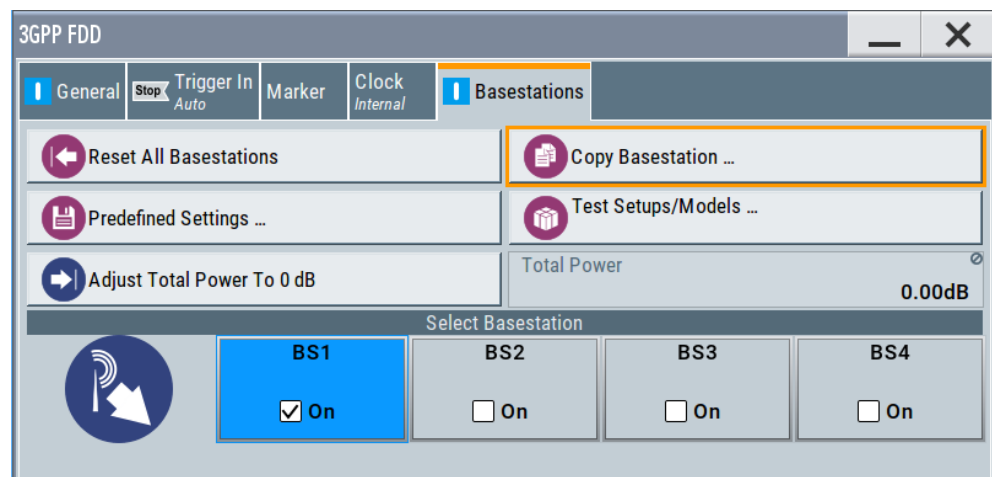 3GPP FDD
General
Stop
Trigger In
Auto
Marker
Clock
Internal
Basestations
Reset All Basestations
Copy Basestation ...
Predefined Settings ...
Test Setups/Models ...
Adjust Total Power To 0 dB
Total Power
0.00dB
Select Basestation
BS1
BS2
BS3
BS4
On
On
On
On